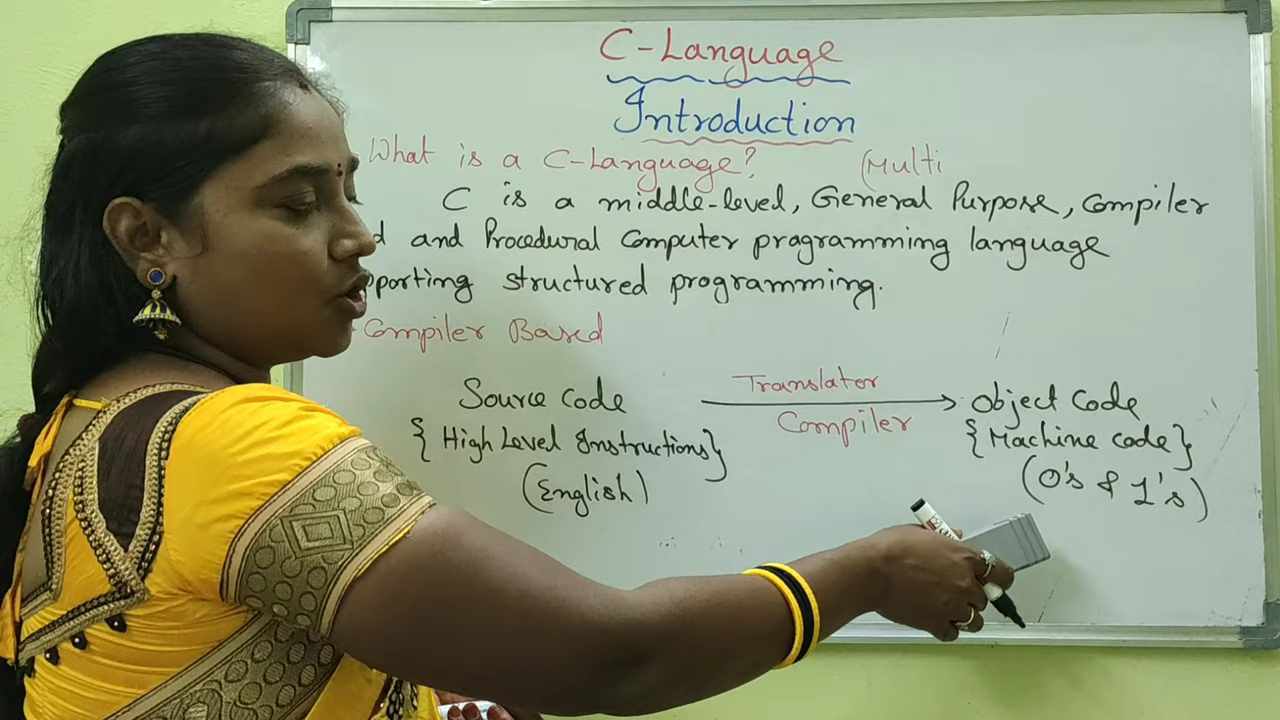 C-Language
Introduction
What is a C-Language? (Multi
C is a middle-level, General Purpose, Compiler
d and Procedural Computer programming language
pporting structured programming.
Compiler Based
Source Code Translator Object Code
Compiler
{ High Level Instructions} {Machine code}
(English) (0's & 1's)